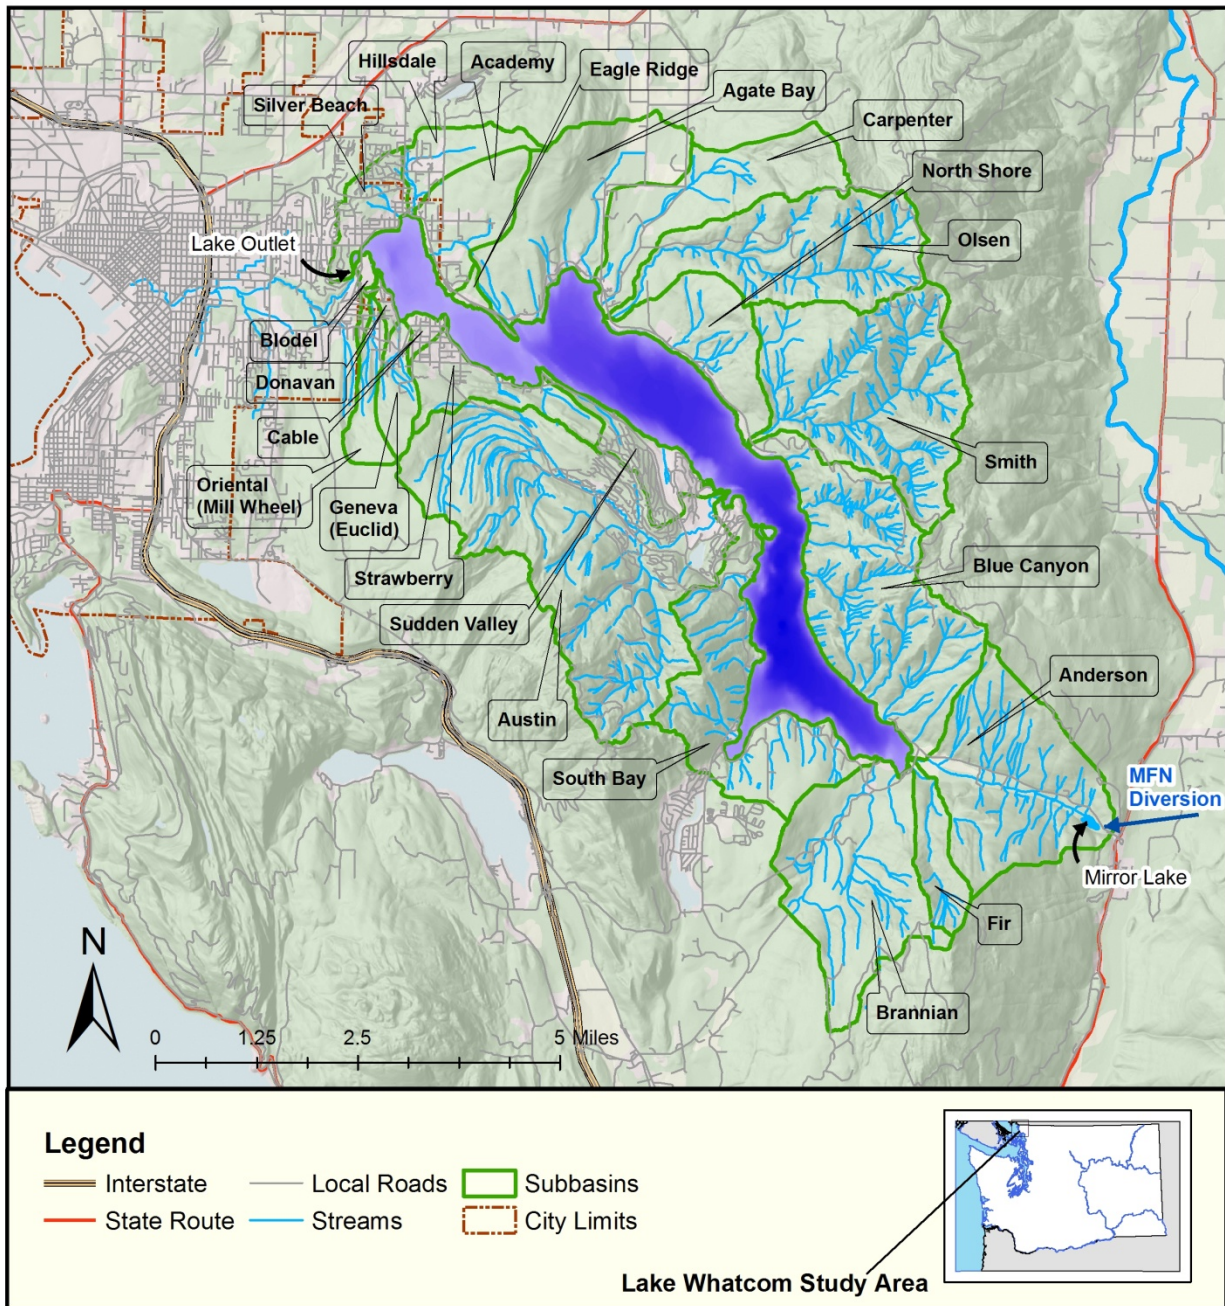 Hillsdale
Academy
Eagle Ridge
Silver Beach
Agate Bay
Carpenter
North Shore
Lake Outlet
Olsen
Blodel
Donavan
Cable
Smith
Oriental
(Mill Wheel)
Geneva
(Euclid)
Strawberry
Blue Canyon
Sudden Valley
Anderson
Austin
South Bay
MFN
Diversion
Mirror Lake
Fir
Brannian
N
0 1.25 2.5 5 Miles
Legend
Interstate
Local Roads
Subbasins
State Route
Streams
City Limits
Lake Whatcom Study Area